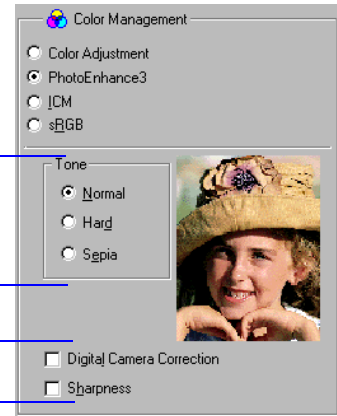 Color Management
Color Adjustment
PhotoEnhance3
ICM
sRGB
Tone
Normal
Hard
Sepia
Digital Camera Correction
Sharpness